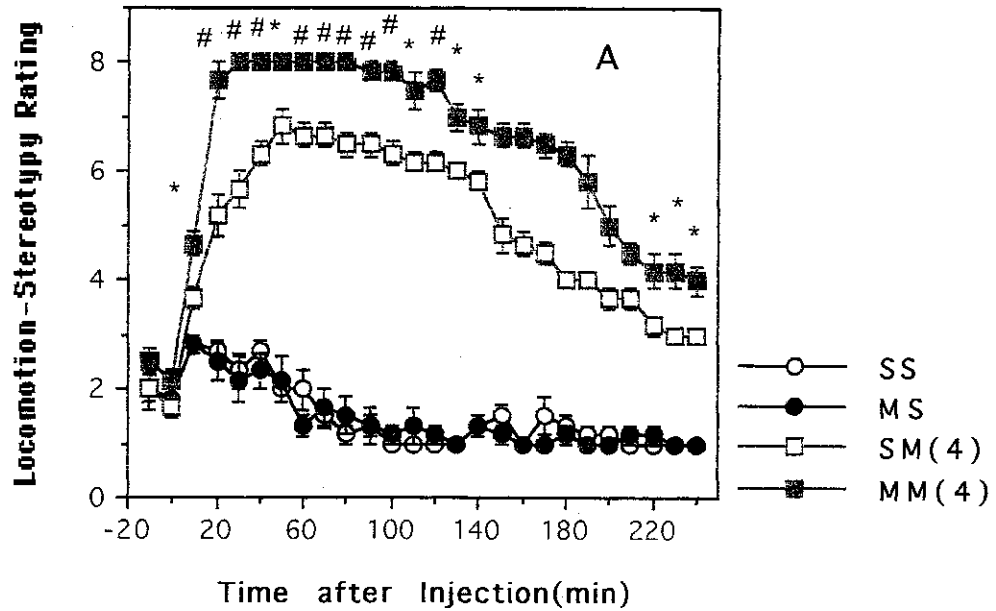 # # # * # # # # # * # * *
A
*
* * *
Locomotion-Stereotypy Rating
8
6
4
2
0
-20 20 60 100 140 180 220
SS
MS
SM(4)
MM(4)
Time after Injection(min)